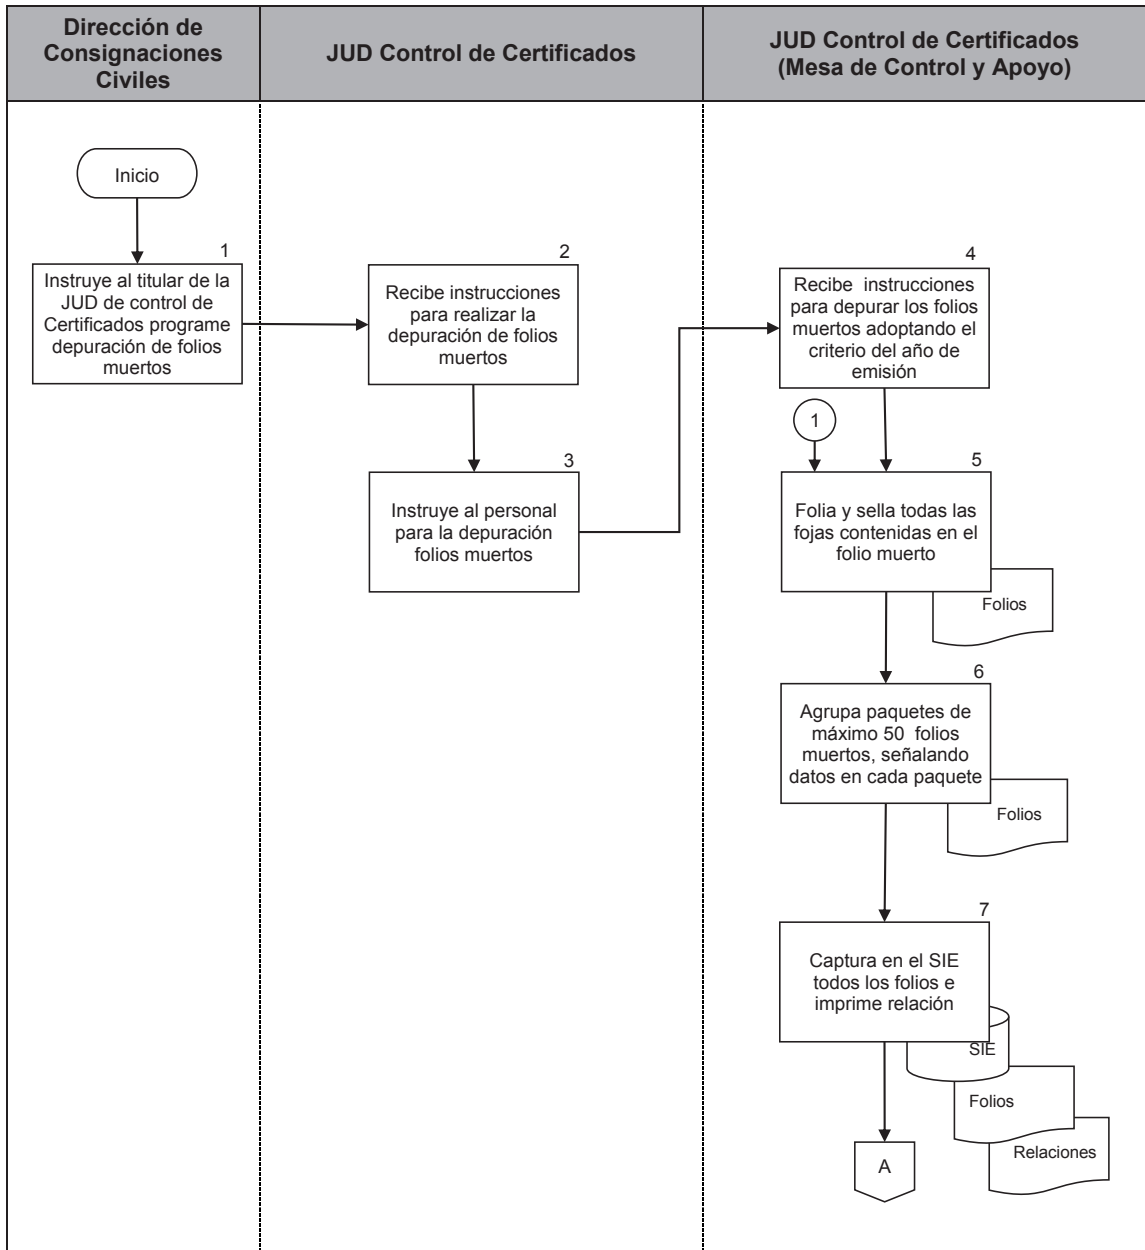 Dirección de
Consignaciones
Civiles
JUD Control de Certificados
JUD Control de Certificados
(Mesa de Control y Apoyo)
Inicio
1
Instruye al titular de la
JUD de control de
Certificados programe
depuración de folios
muertos
2
Recibe instrucciones
para realizar la
depuración de folios
muertos
3
Instruye al personal
para la depuración
folios muertos
4
Recibe instrucciones
para depurar los folios
muertos adoptando el
criterio del año de
emisión
1
5
Folia y sella todas las
fojas contenidas en el
folio muerto
Folios
6
Agrupa paquetes de
máximo 50 folios
muertos, señalando
datos en cada paquete
Folios
7
Captura en el SIE
todos los folios e
imprime relación
SIE
Folios
Relaciones
A